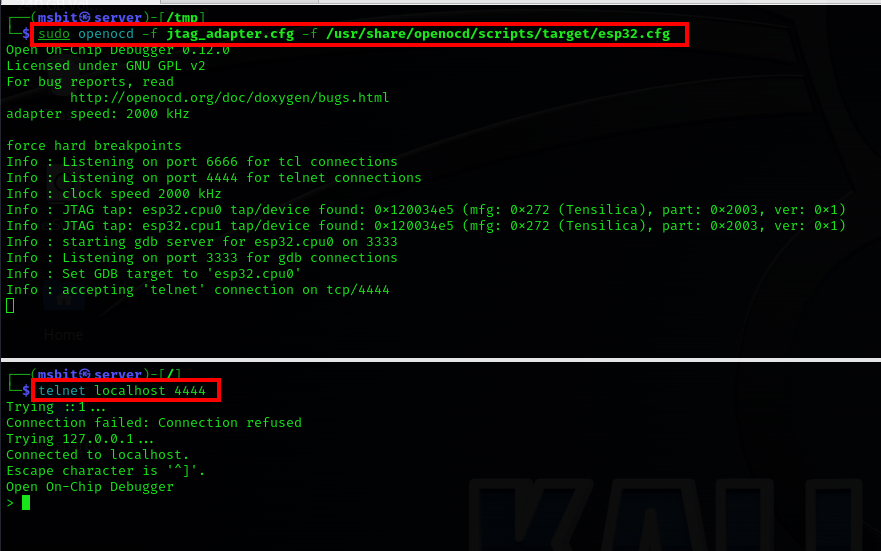 ┌──(msbit㉿server)-[/tmp]
└─$ sudo openocd -f jtag_adapter.cfg -f /usr/share/openocd/scripts/target/esp32.cfg
Open On-Chip Debugger 0.12.0
Licensed under GNU GPL v2
For bug reports, read
        http://openocd.org/doc/doxygen/bugs.html
adapter speed: 2000 kHz
force hard breakpoints
Info : Listening on port 6666 for tcl connections
Info : Listening on port 4444 for telnet connections
Info : clock speed 2000 kHz
Info : JTAG tap: esp32.cpu0 tap/device found: 0×120034e5 (mfg: 0×272 (Tensilica), part: 0×2003, ver: 0×1)
Info : JTAG tap: esp32.cpu1 tap/device found: 0×120034e5 (mfg: 0×272 (Tensilica), part: 0×2003, ver: 0×1)
Info : starting gdb server for esp32.cpu0 on 3333
Info : Listening on port 3333 for gdb connections
Info : Set GDB target to 'esp32.cpu0'
Info : accepting 'telnet' connection on tcp/4444
Home
┌──(msbit㉿server)-[/]
└─$ telnet localhost 4444
Trying ::1...
Connection failed: Connection refused
Trying 127.0.0.1...
Connected to localhost.
Escape character is '^]'.
Open On-Chip Debugger
>
KALI